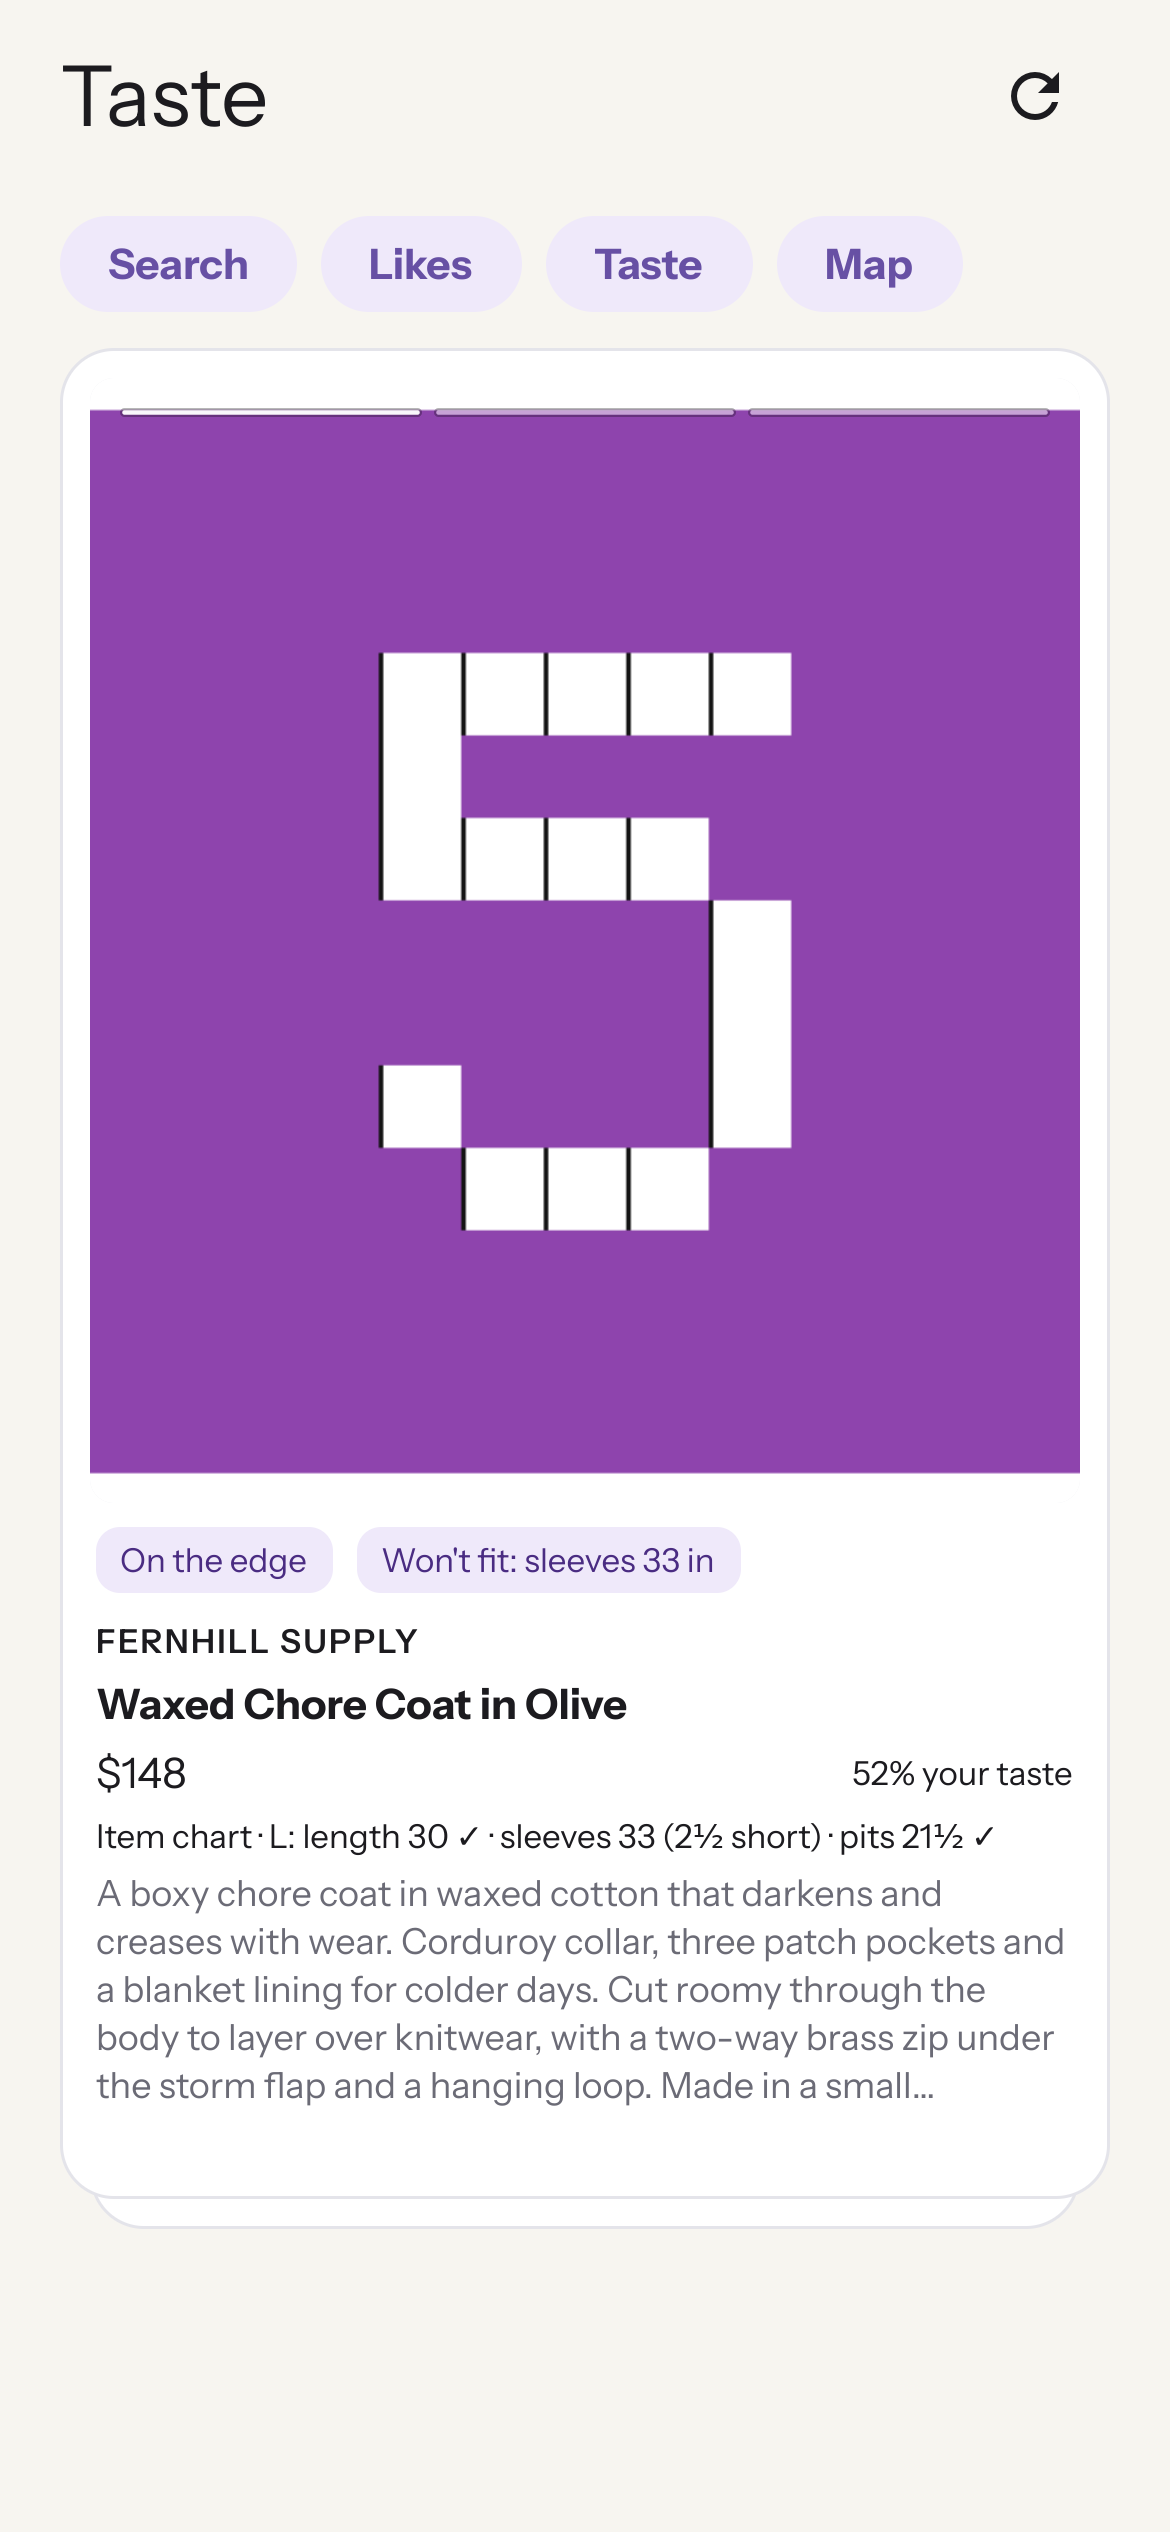 Taste
Search
Likes
Taste
Map
5
On the edge
Won't fit: sleeves 33 in
FERNHILL SUPPLY
Waxed Chore Coat in Olive
$148
52% your taste
Item chart · L: length 30 ✓ · sleeves 33 (2½ short) · pits 21½ ✓
A boxy chore coat in waxed cotton that darkens and
creases with wear. Corduroy collar, three patch pockets and
a blanket lining for colder days. Cut roomy through the
body to layer over knitwear, with a two-way brass zip under
the storm flap and a hanging loop. Made in a small...